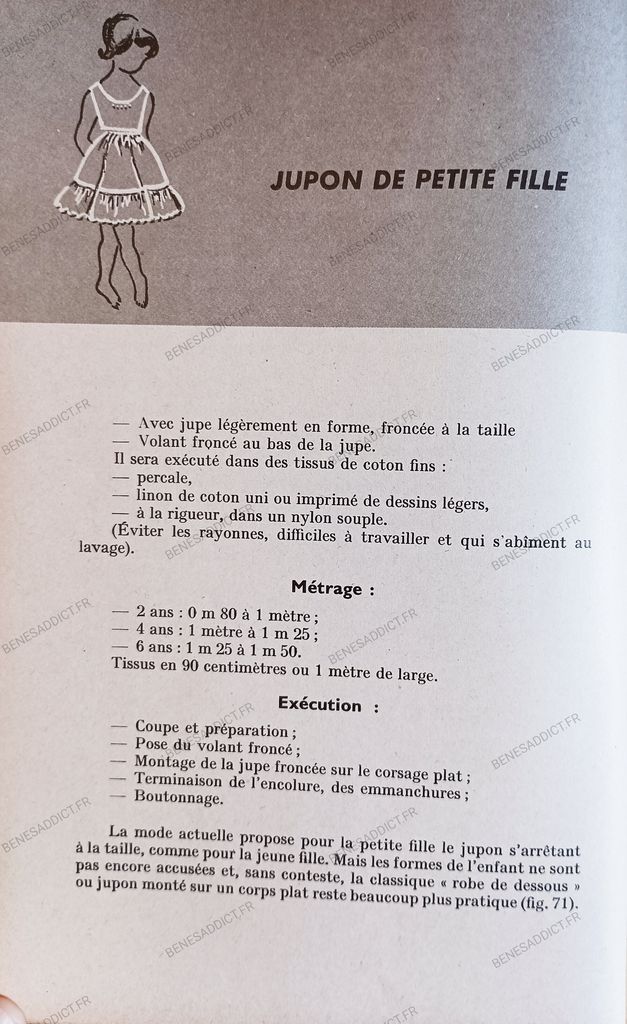 JUPON DE PETITE FILLE
— Avec jupe légèrement en forme, froncée à la taille
— Volant froncé au bas de la jupe.
Il sera exécuté dans des tissus de coton fins :
— percale,
— linon de coton uni ou imprimé de dessins légers,
— à la rigueur, dans un nylon souple.
(Éviter les rayonnes, difficiles à travailler et qui s'abîment au
lavage).
Métrage :
— 2 ans : 0 m 80 à 1 mètre ;
— 4 ans : 1 mètre à 1 m 25 ;
— 6 ans : 1 m 25 à 1 m 50.
Tissus en 90 centimètres ou 1 mètre de large.
Exécution :
— Coupe et préparation ;
— Pose du volant froncé ;
— Montage de la jupe froncée sur le corsage plat ;
— Terminaison de l'encolure, des emmanchures ;
— Boutonnage.
La mode actuelle propose pour la petite fille le jupon s'arrêtant
à la taille, comme pour la jeune fille. Mais les formes de l'enfant ne sont
pas encore accusées et, sans conteste, la classique « robe de dessous »
ou jupon monté sur un corps plat reste beaucoup plus pratique (fig. 71).
BENESADDICT.FR